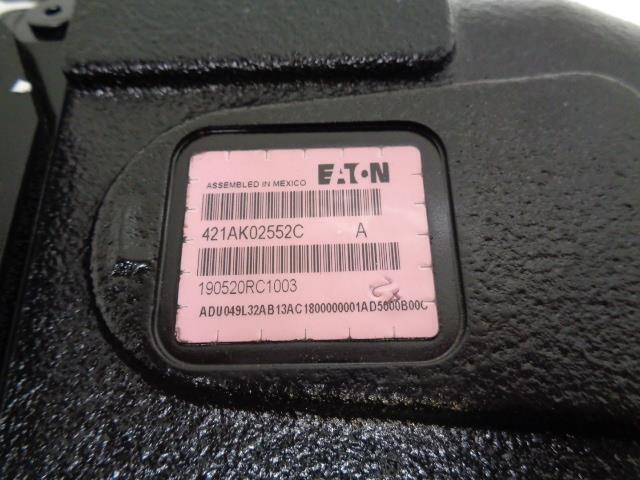 ASSEMBLED IN MEXICO EATON
421AK02552C A
190520RC1003
ADU049L32AB13AC1800000001AD5000B00C